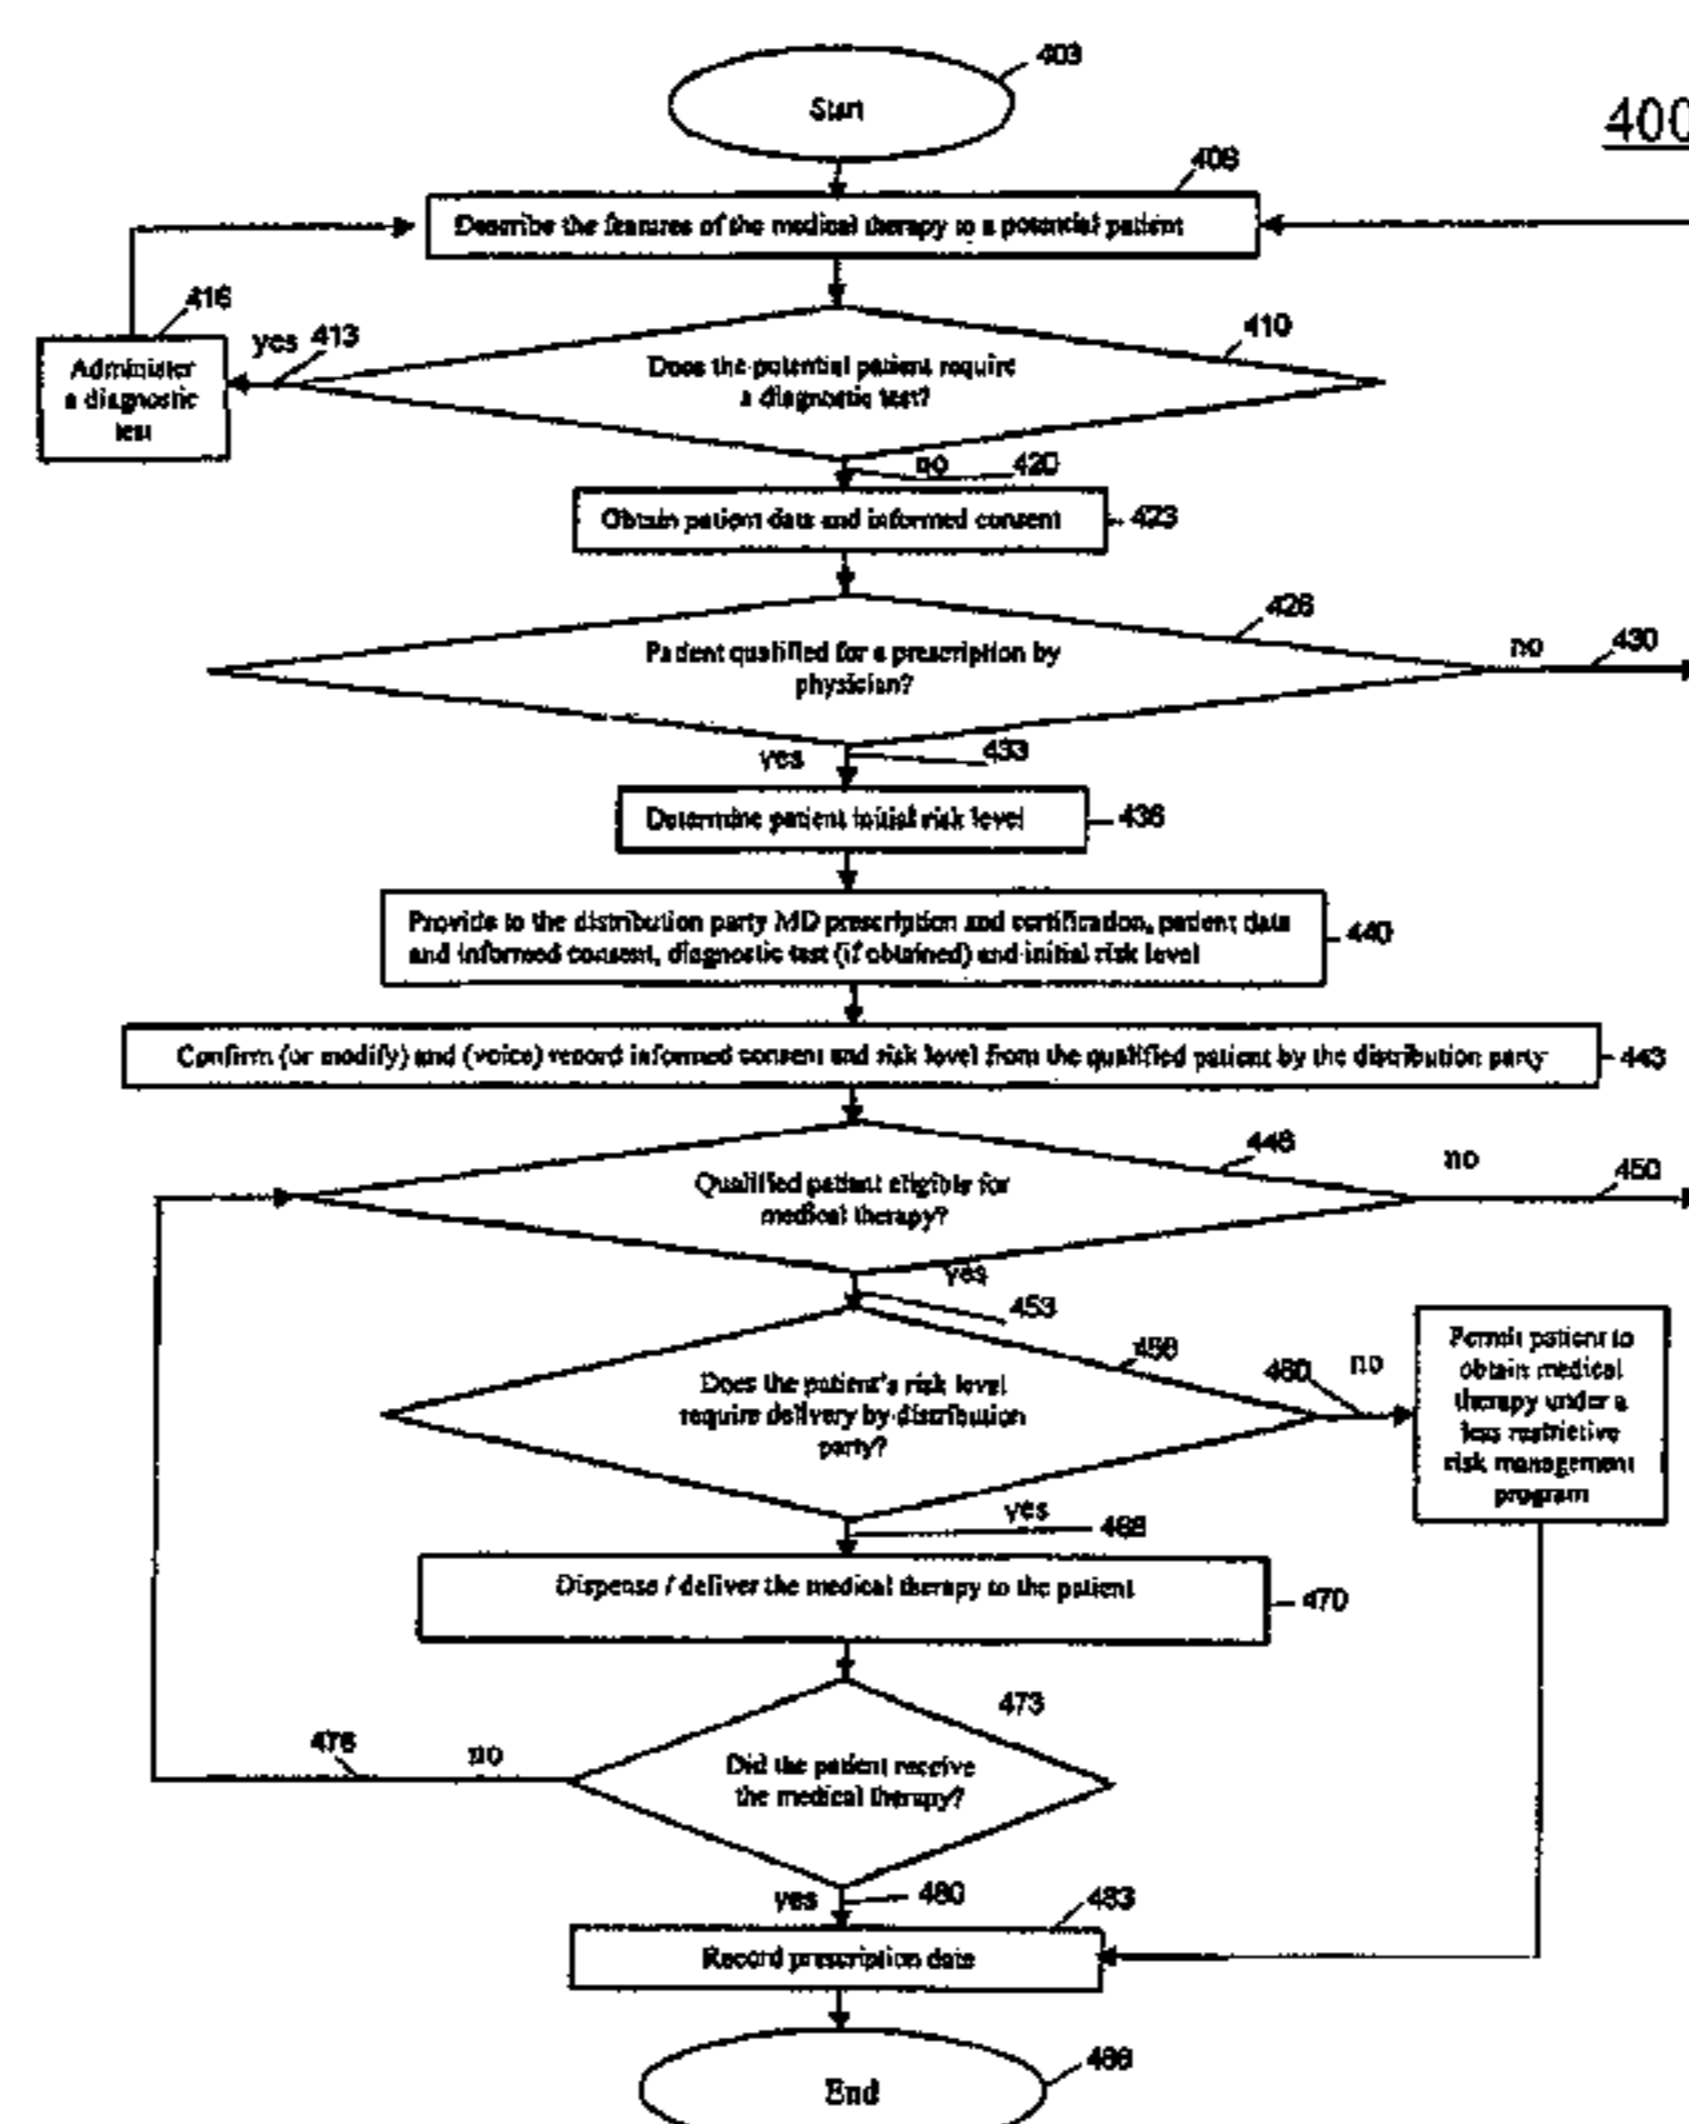 403
Start
400
406
Describe the features of the medical therapy to a potential patient
416
yes 413
410
Administer
a diagnostic
test
Does the potential patient require
a diagnostic test?
no 420
Obtain patient data and informed consent
423
426
Patient qualified for a prescription by
physician?
no
430
yes
433
Determine patient initial risk level
436
Provide to the distribution party MD prescription and certification, patient data
and informed consent, diagnostic test (if obtained) and initial risk level
440
Confirm (or modify) and (voice) record informed consent and risk level from the qualified patient by the distribution party
443
446
no
450
Qualified patient eligible for
medical therapy?
yes
453
456
460
no
Does the patient's risk level
require delivery by distribution
party?
Permit patient to
obtain medical
therapy under a
less restrictive
risk management
program
yes
466
Dispense / deliver the medical therapy to the patient
470
473
476
no
Did the patient receive
the medical therapy?
yes
480
483
Record prescription date
486
End